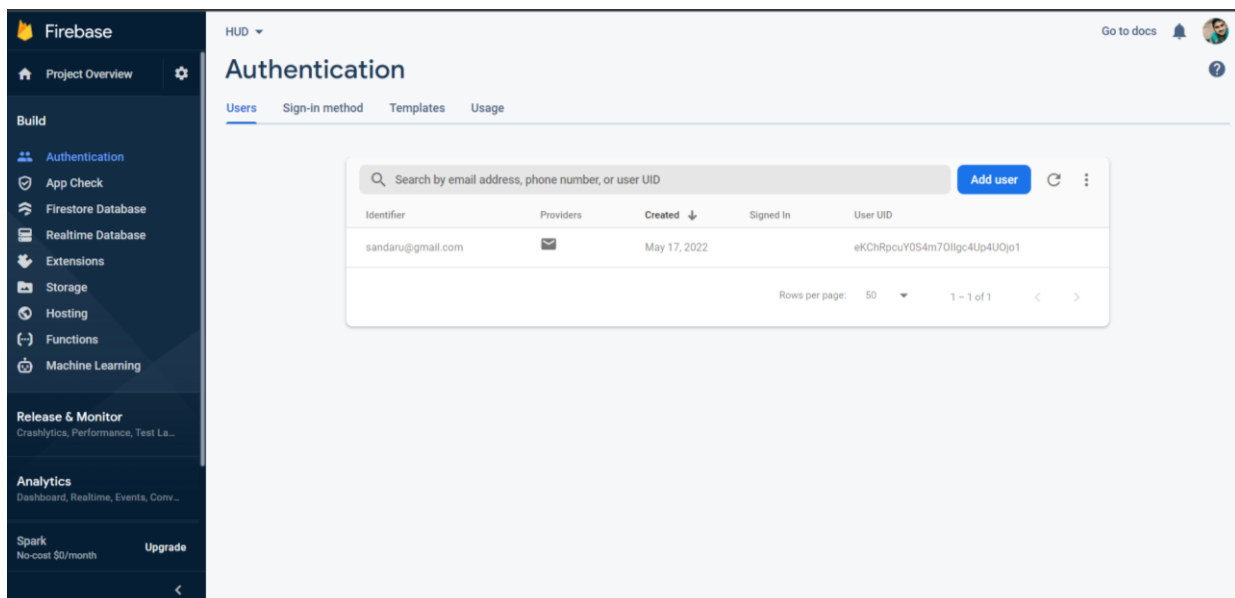 Firebase
Project Overview
Build
Authentication
App Check
Firestore Database
Realtime Database
Extensions
Storage
Hosting
Functions
Machine Learning
Release & Monitor
Crashlytics, Performance, Test La...
Analytics
Dashboard, Realtime, Events, Conv...
Spark
No-cost $0/month
Upgrade
HUD
Go to docs
Authentication
Users Sign-in method Templates Usage
Search by email address, phone number, or user UID
Add user
Identifier Providers Created Signed In User UID
sandaru@gmail.com May 17, 2022
Rows per page: 50 1 – 1 of 1